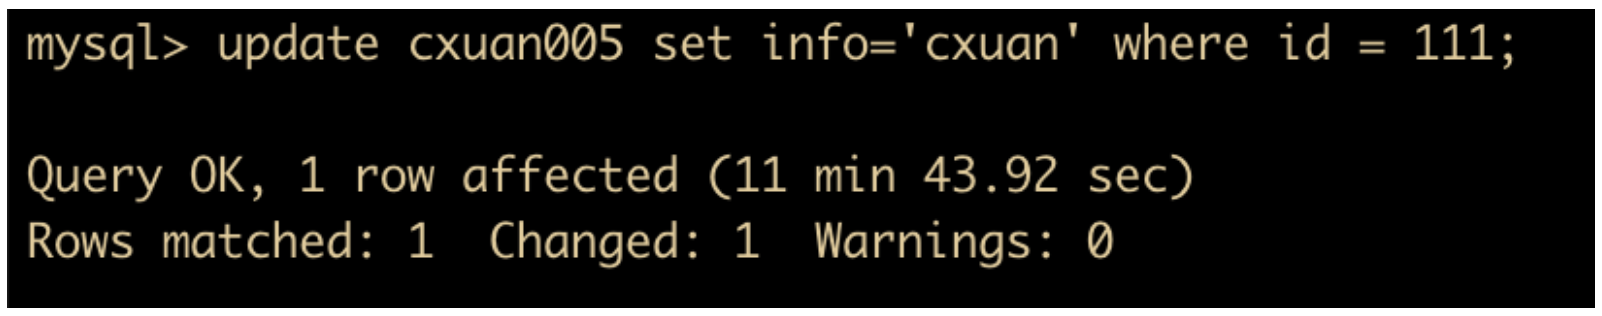 mysql> update cxuan005 set info='cxuan' where id = 111;
Query OK, 1 row affected (11 min 43.92 sec)
Rows matched: 1  Changed: 1  Warnings: 0